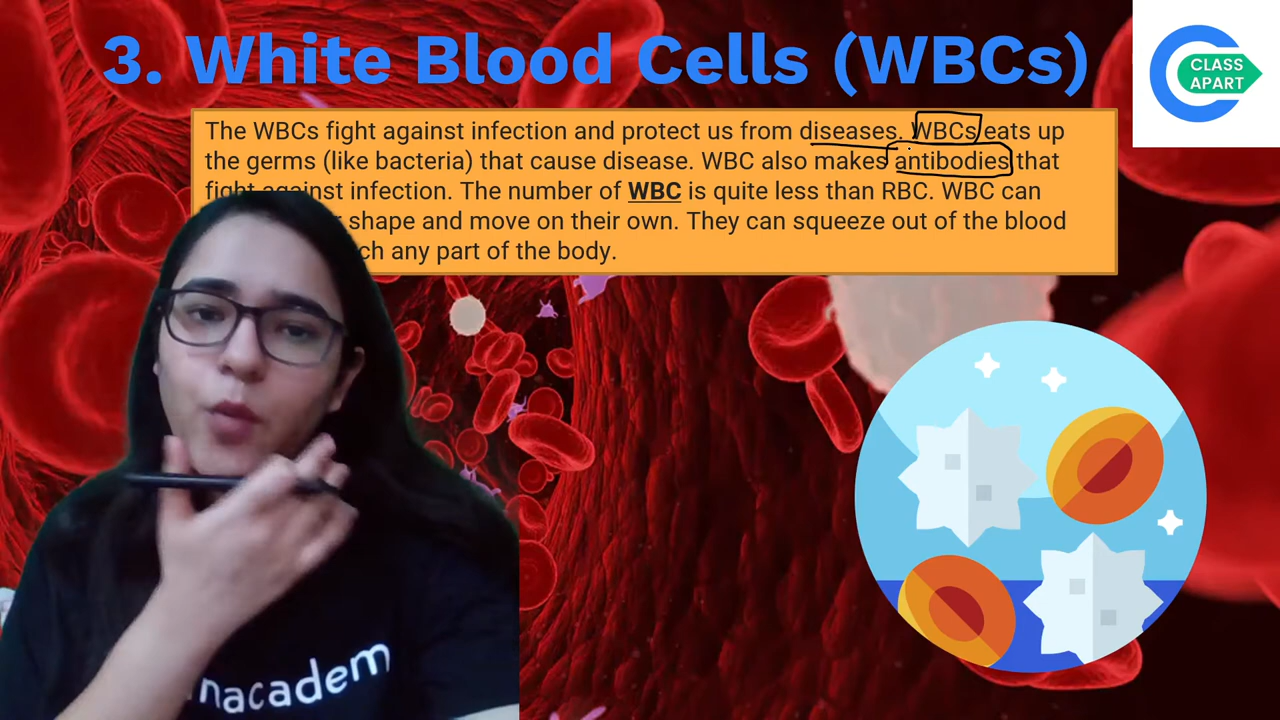 3. White Blood Cells (WBCs)
CLASS
APART
The WBCs fight against infection and protect us from diseases. WBCs eats up
the germs (like bacteria) that cause disease. WBC also makes antibodies that
fight against infection. The number of WBC is quite less than RBC. WBC can
shape and move on their own. They can squeeze out of the blood
any part of the body.
nacadem